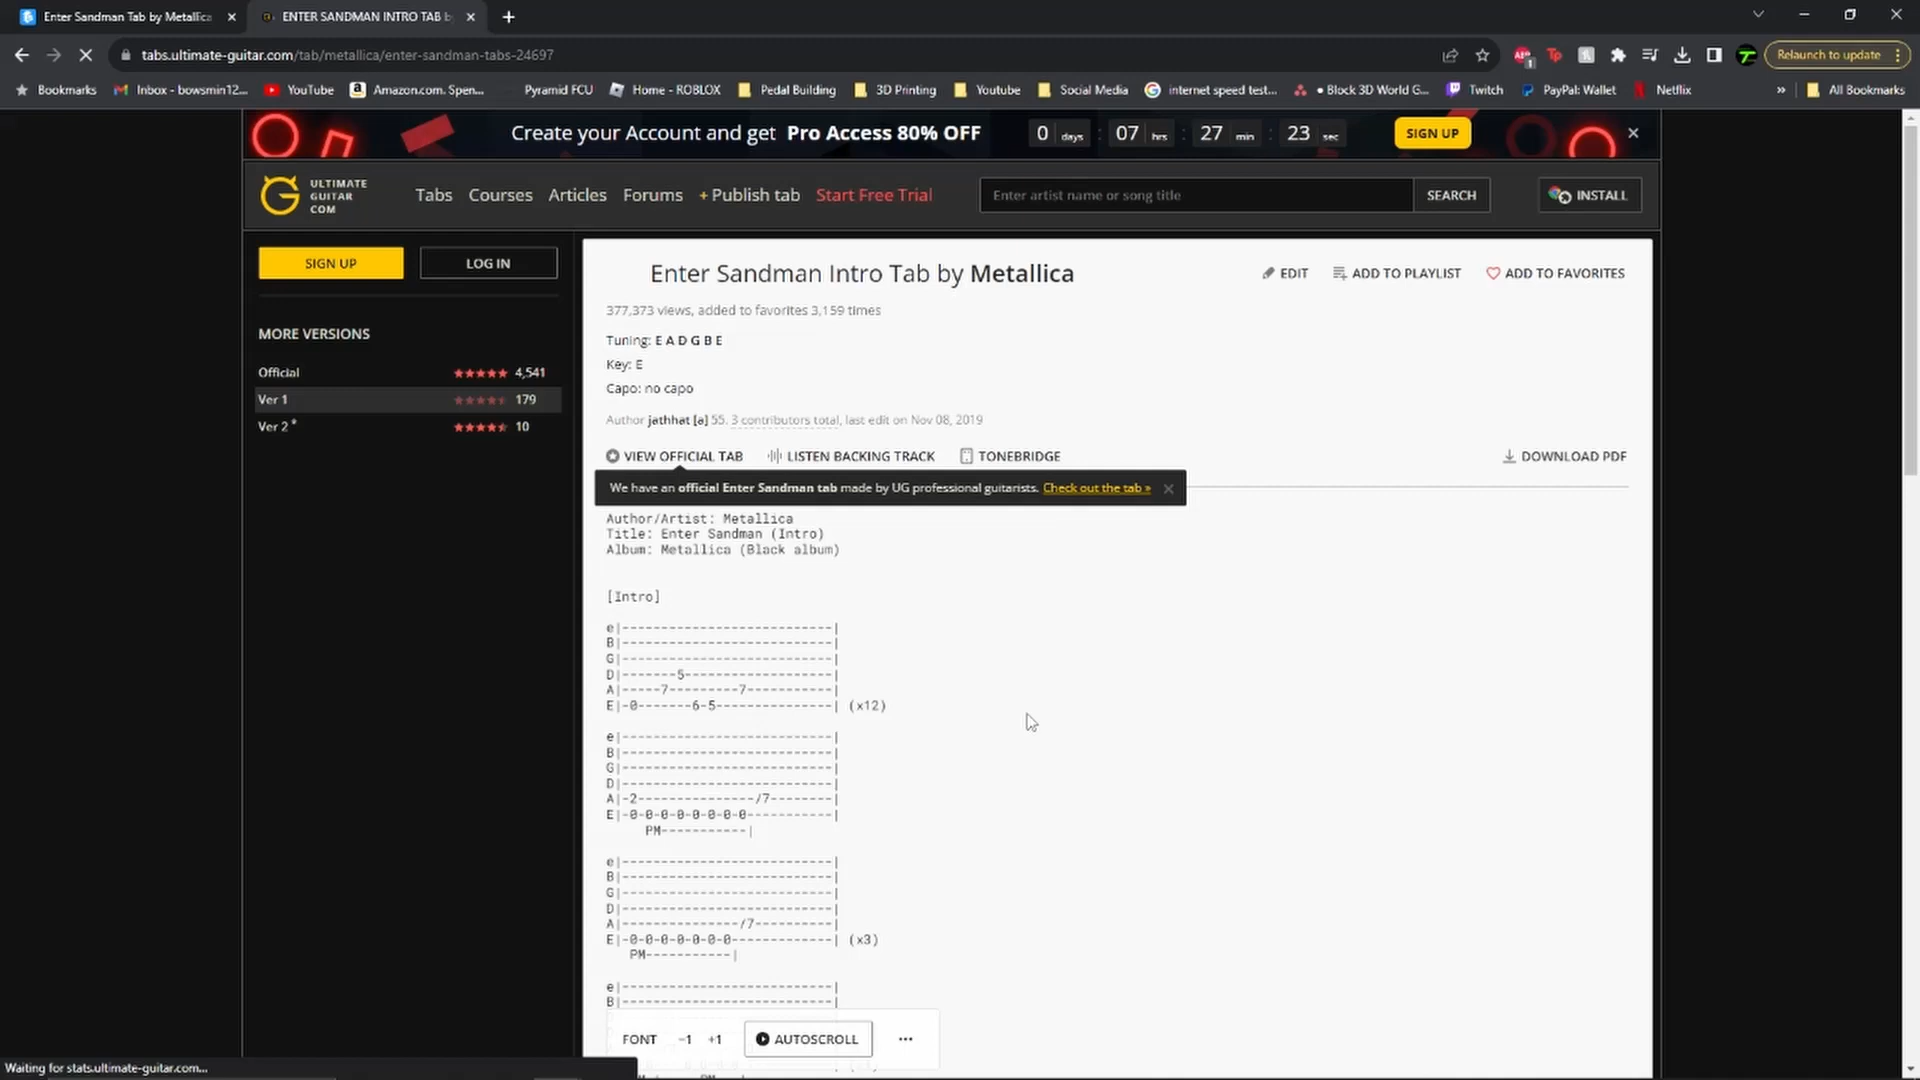 Enter Sandman Tab by Metallica
ENTER SANDMAN INTRO TAB b
tabs.ultimate-guitar.com/tab/metallica/enter-sandman-tabs-24697
Relaunch to update
Bookmarks
Inbox - bowsmin12...
YouTube
Amazon.com. Spen...
Pyramid FCU
Home - ROBLOX
Pedal Building
3D Printing
Youtube
Social Media
internet speed test...
• Block 3D World G...
Twitch
PayPal: Wallet
Netflix
»
All Bookmarks
Create your Account and get Pro Access 80% OFF
0 days : 07 hrs : 27 min : 23 sec
SIGN UP
ULTIMATE
GUITAR
COM
Tabs
Courses
Articles
Forums
+ Publish tab
Start Free Trial
Enter artist name or song title
SEARCH
INSTALL
SIGN UP
LOG IN
MORE VERSIONS
Official 4,541
Ver 1 179
Ver 2 * 10
Enter Sandman Intro Tab by Metallica
EDIT
ADD TO PLAYLIST
ADD TO FAVORITES
377,373 views, added to favorites 3,159 times
Tuning: E A D G B E
Key: E
Capo: no capo
Author jathhat [a] 55. 3 contributors total, last edit on Nov 08, 2019
VIEW OFFICIAL TAB
LISTEN BACKING TRACK
TONEBRIDGE
DOWNLOAD PDF
We have an official Enter Sandman tab made by UG professional guitarists. Check out the tab »
Author/Artist: Metallica
Title: Enter Sandman (Intro)
Album: Metallica (Black album)
[Intro]
e|---------------------------|
B|---------------------------|
G|---------------------------|
D|-------5-------------------|
A|-----7---------7-----------|
E|-0-------6-5---------------| (x12)
e|---------------------------|
B|---------------------------|
G|---------------------------|
D|---------------------------|
A|-2---------------/7--------|
E|-0-0-0-0-0-0-0-0-----------|
PM-----------|
e|---------------------------|
B|---------------------------|
G|---------------------------|
D|---------------------------|
A|---------------/7----------|
E|-0-0-0-0-0-0-0-------------| (x3)
PM-----------|
e|---------------------------|
B|---------------------------|
FONT -1 +1
AUTOSCROLL
...
Waiting for stats.ultimate-guitar.com...